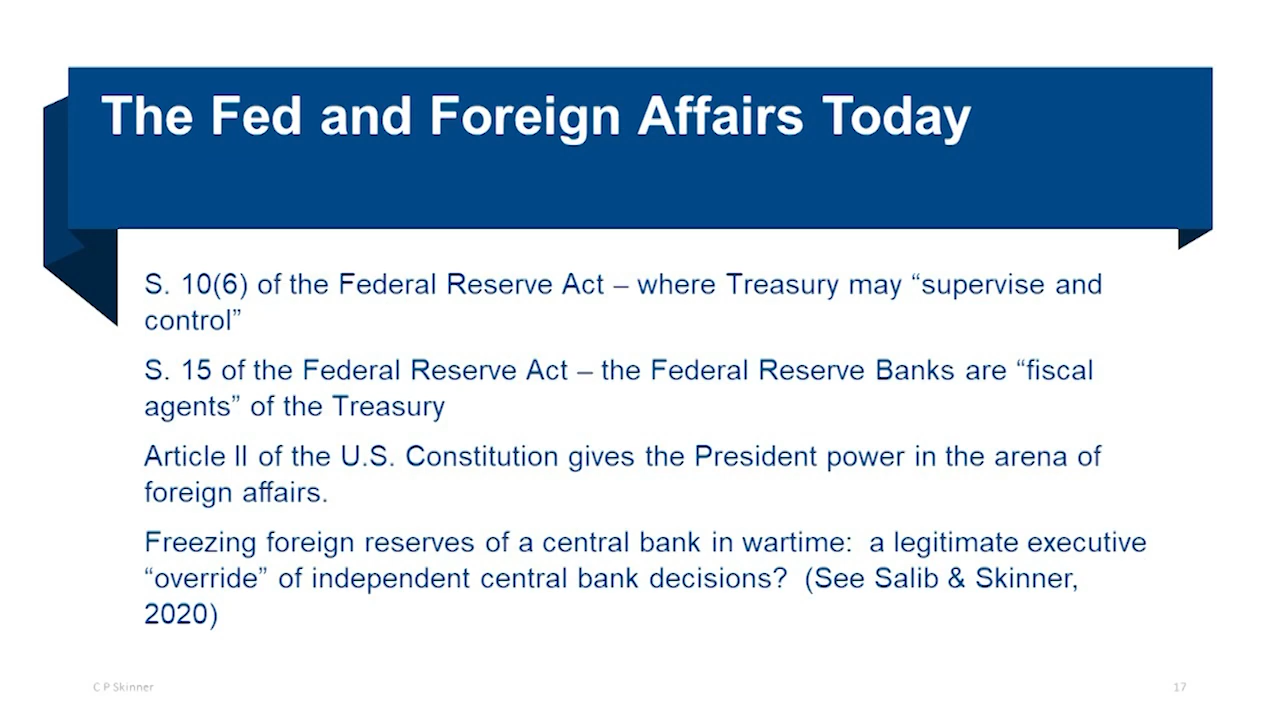 The Fed and Foreign Affairs Today
S. 10(6) of the Federal Reserve Act – where Treasury may “supervise and
control”
S. 15 of the Federal Reserve Act – the Federal Reserve Banks are “fiscal
agents” of the Treasury
Article II of the U.S. Constitution gives the President power in the arena of
foreign affairs.
Freezing foreign reserves of a central bank in wartime:  a legitimate executive
“override” of independent central bank decisions?  (See Salib & Skinner,
2020)
C P Skinner
17